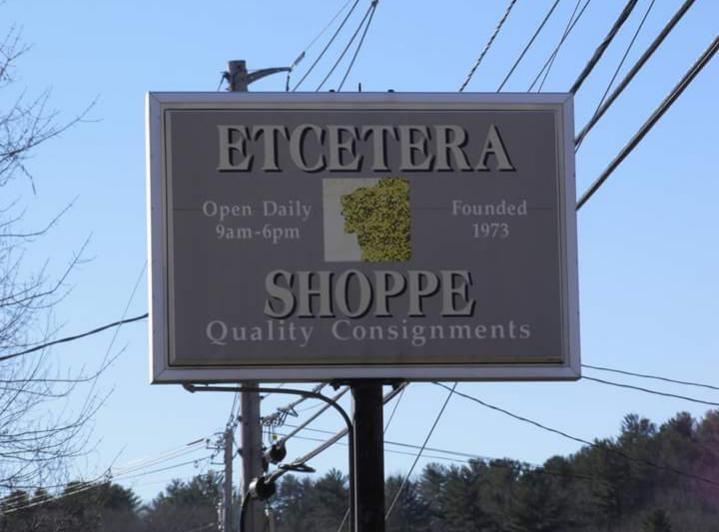 ETCETERA
Open Daily
9am-6pm
Founded
1973
SHOPPE
Quality Consignments